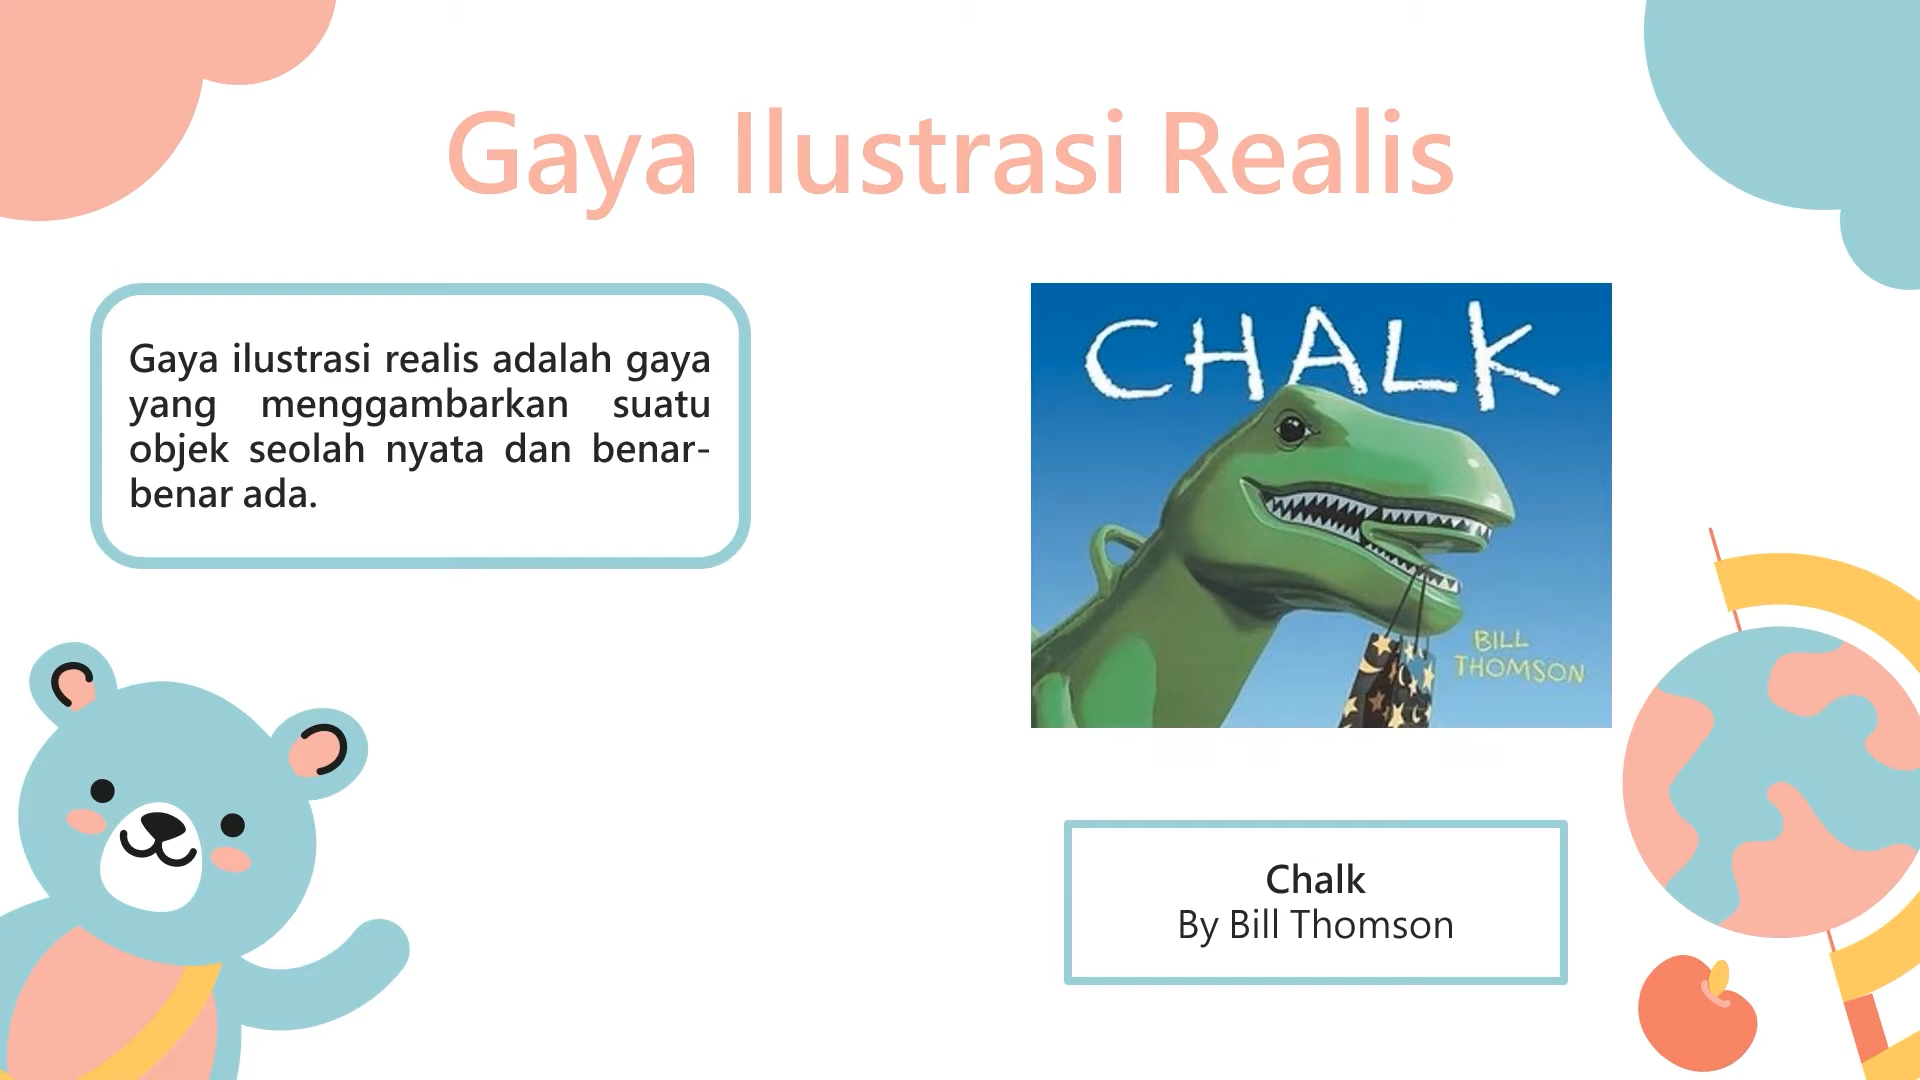 Gaya Ilustrasi Realis
Gaya ilustrasi realis adalah gaya
yang menggambarkan suatu
objek seolah nyata dan benar-
benar ada.
CHALK
BILL
THOMSON
Chalk
By Bill Thomson